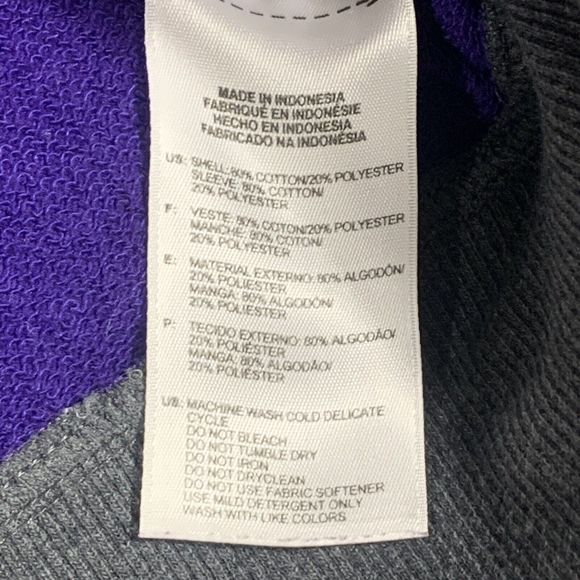 MADE IN INDONESIA
FABRIQUÉ EN INDONÉSIE
HECHO EN INDONESIA
FABRICADO NA INDONÉSIA
US: SHELL:80% COTTON/20% POLYESTER
SLEEVE: 80% COTTON/
20% POLYESTER
F: VESTE: 80% COTON/20% POLYESTER
MANCHE: 80% COTON/
20% POLYESTER
E: MATERIAL EXTERNO: 80% ALGODÓN/
20% POLIÉSTER
MANGA: 80% ALGODÓN/
20% POLIÉSTER
P: TECIDO EXTERNO: 80% ALGODÃO/
20% POLIÉSTER
MANGA: 80% ALGODÃO/
20% POLIÉSTER
US: MACHINE WASH COLD DELICATE
CYCLE
DO NOT BLEACH
DO NOT TUMBLE DRY
DO NOT IRON
DO NOT DRYCLEAN
DO NOT USE FABRIC SOFTENER
USE MILD DETERGENT ONLY
WASH WITH LIKE COLORS